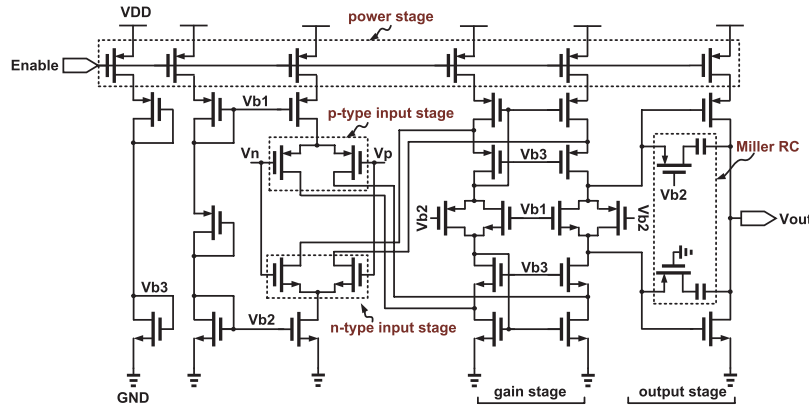 VDD
power stage
Enable
Vb1
p-type input stage
Vn
Vp
Vb3
Miller RC
Vb2
Vb2
Vb1
Vb2
Vout
Vb3
Vb3
Vb2
n-type input stage
GND
gain stage
output stage